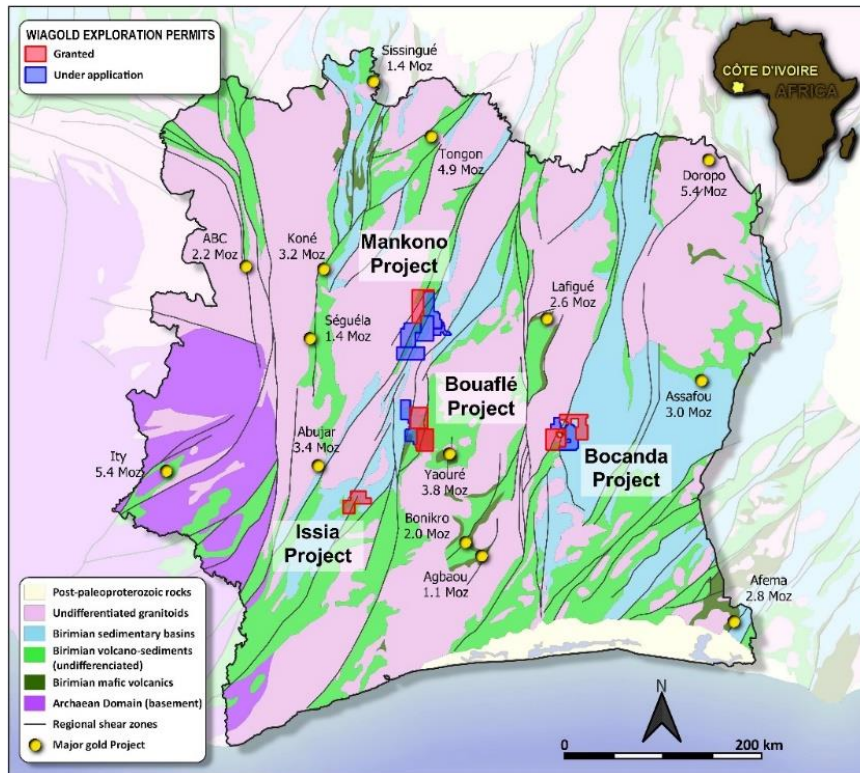 WIAGOLD EXPLORATION PERMITS
Granted
Under application
CÔTE D'IVOIRE
AFRICA
Sissingué
1.4 Moz
Tongon
4.9 Moz
Doropo
5.4 Moz
ABC
2.2 Moz
Koné
3.2 Moz
Mankono
Project
Lafigué
2.6 Moz
Séguéla
1.4 Moz
Bouaflé
Project
Assafou
3.0 Moz
Abujar
3.4 Moz
Ity
5.4 Moz
Yaouré
3.8 Moz
Bocanda
Project
Issia
Project
Bonikro
2.0 Moz
Agbaou
1.1 Moz
Afema
2.8 Moz
Post-paleoproterozoic rocks
Undifferentiated granitoids
Birimian sedimentary basins
Birimian volcano-sediments
(undifferenciated)
Birimian mafic volcanics
Archaean Domain (basement)
Regional shear zones
Major gold Project
N
0 200 km